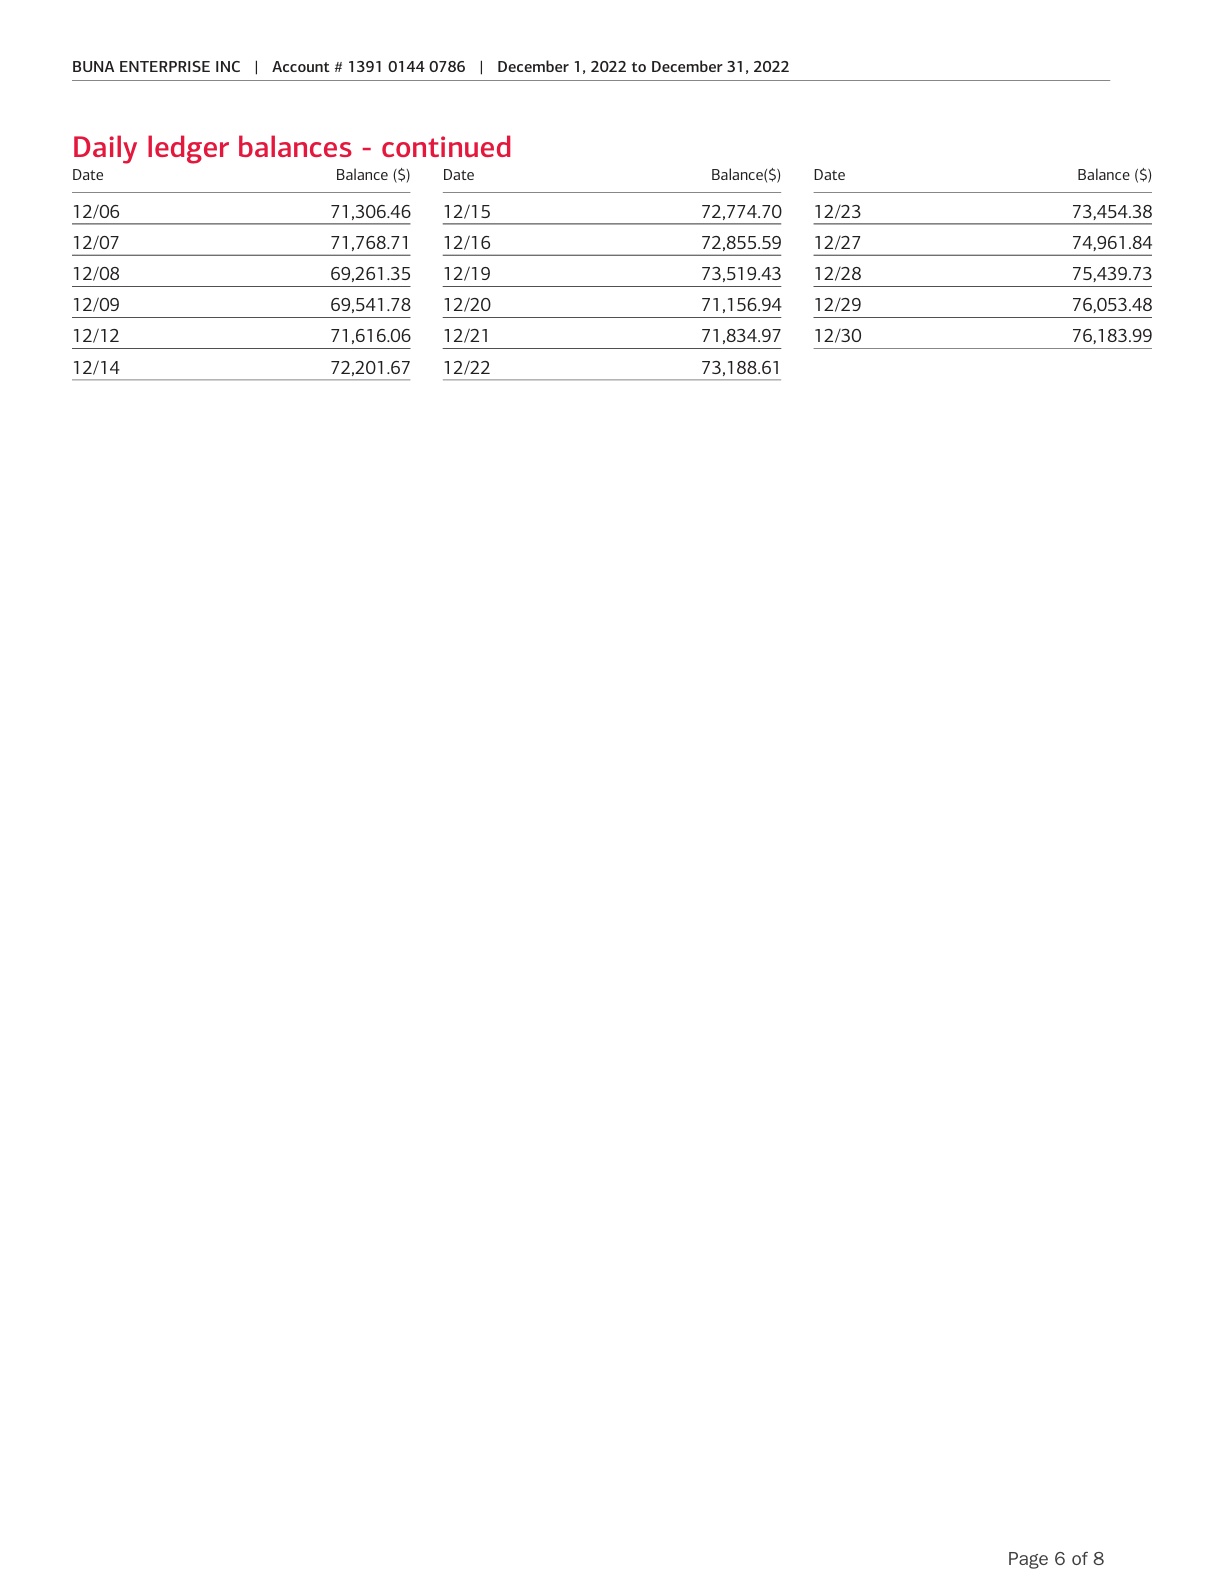 BUNA ENTERPRISE INC | Account # 1391 0144 0786 | December 1, 2022 to December 31, 2022
Daily ledger balances - continued
Date Balance ($) Date Balance($) Date Balance ($)
12/06 71,306.46 12/15 72,774.70 12/23 73,454.38
12/07 71,768.71 12/16 72,855.59 12/27 74,961.84
12/08 69,261.35 12/19 73,519.43 12/28 75,439.73
12/09 69,541.78 12/20 71,156.94 12/29 76,053.48
12/12 71,616.06 12/21 71,834.97 12/30 76,183.99
12/14 72,201.67 12/22 73,188.61
Page 6 of 8